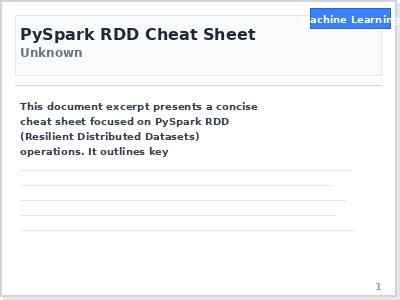 Machine Learning
PySpark RDD Cheat Sheet
Unknown
This document excerpt presents a concise
cheat sheet focused on PySpark RDD
(Resilient Distributed Datasets)
operations. It outlines key
1